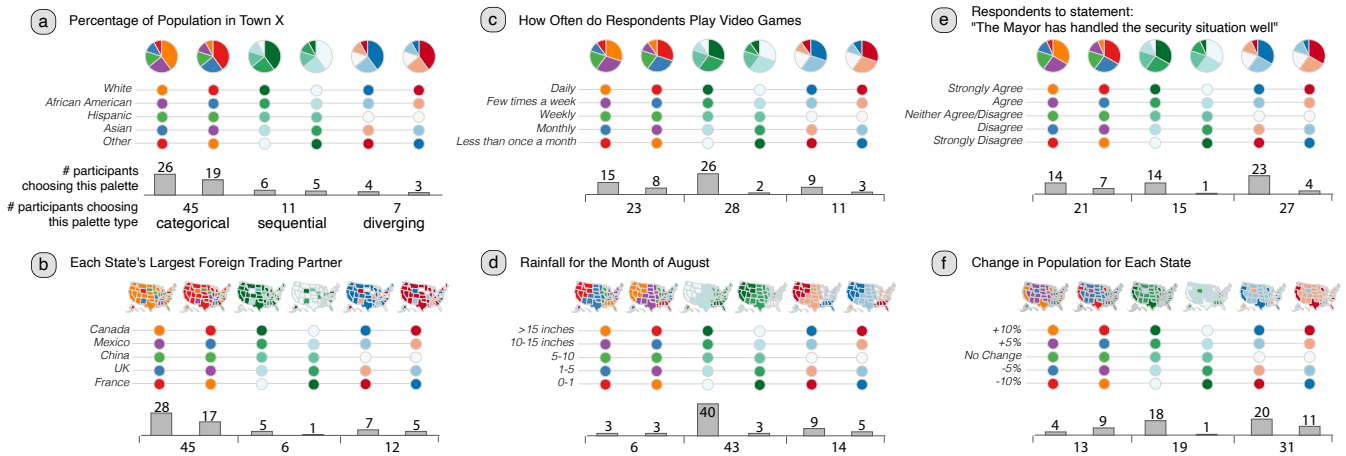 a
Percentage of Population in Town X
White
African American
Hispanic
Asian
Other
# participants
choosing this palette
26 19 6 5 4 3
# participants choosing
this palette type
45 11 7
categorical sequential diverging
b
Each State's Largest Foreign Trading Partner
Canada
Mexico
China
UK
France
28 17 5 1 7 5
45 6 12
c
How Often do Respondents Play Video Games
Daily
Few times a week
Weekly
Monthly
Less than once a month
15 8 26 2 9 3
23 28 11
d
Rainfall for the Month of August
>15 inches
10-15 inches
5-10
1-5
0-1
3 3 40 3 9 5
6 43 14
e
Respondents to statement:
"The Mayor has handled the security situation well"
Strongly Agree
Agree
Neither Agree/Disagree
Disagree
Strongly Disagree
14 7 14 1 23 4
21 15 27
f
Change in Population for Each State
+10%
+5%
No Change
-5%
-10%
4 9 18 1 20 11
13 19 31